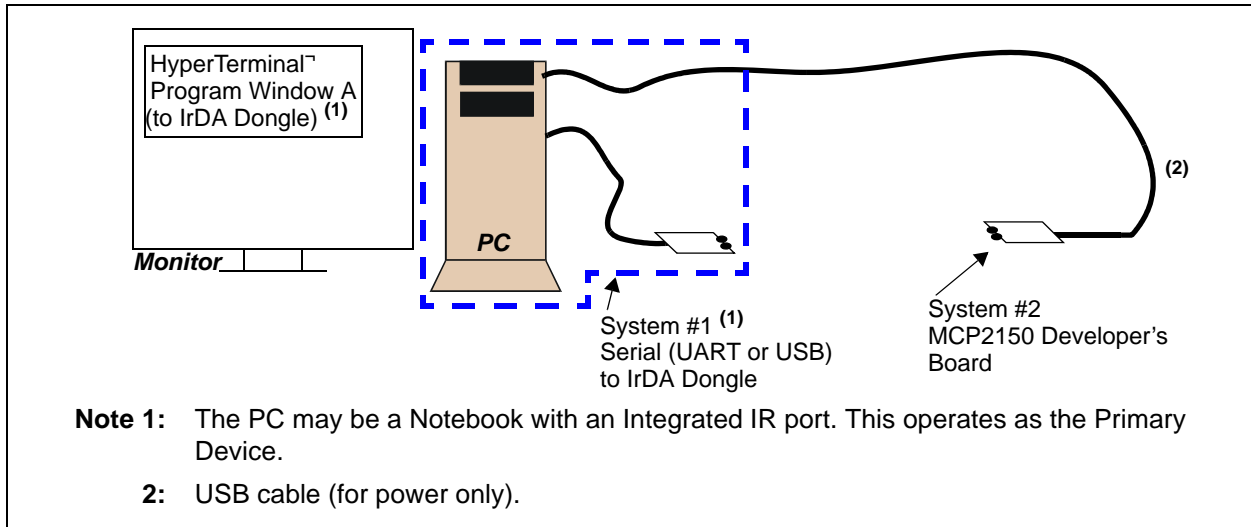 HyperTerminal¬
Program Window A
(to IrDA Dongle) (1)
PC
Monitor
(2)
System #1 (1)
Serial (UART or USB)
to IrDA Dongle
System #2
MCP2150 Developer’s
Board
Note 1: The PC may be a Notebook with an Integrated IR port. This operates as the Primary
Device.
2: USB cable (for power only).